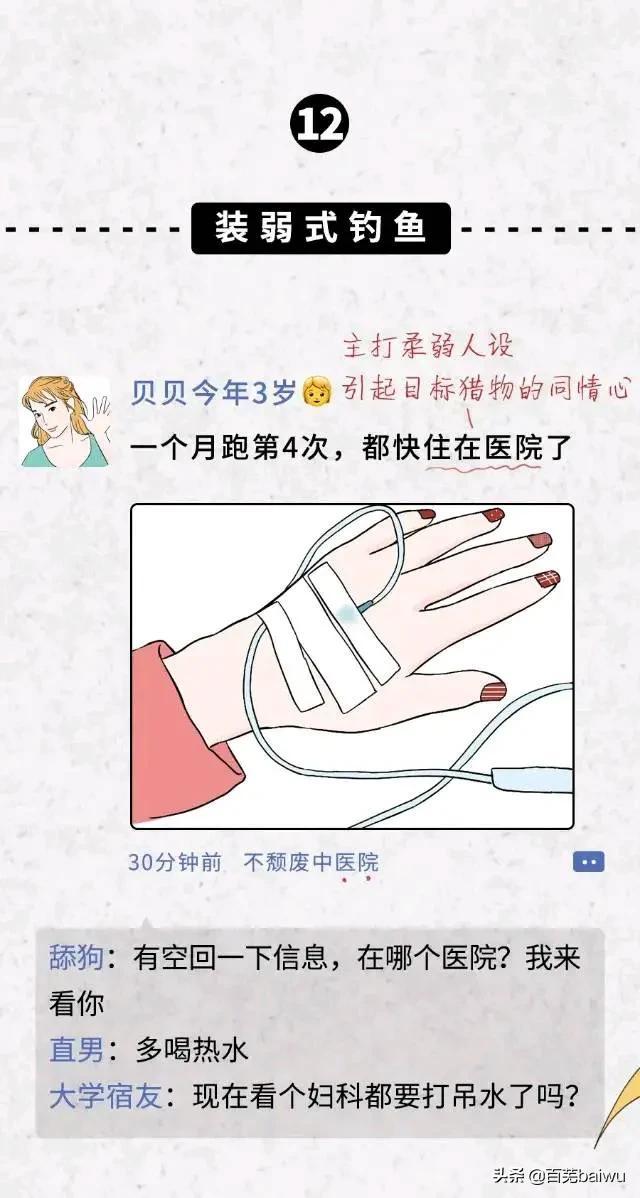 12
装弱式钓鱼
主打柔弱人设
引起目标猎物的同情心
贝贝今年3岁
一个月跑第4次，都快住在医院了
30分钟前 不颓废中医院
舔狗：有空回一下信息，在哪个医院？我来
看你
直男：多喝热水
大学宿友：现在看个妇科都要打吊水了吗？
头条 @百芜baiwu